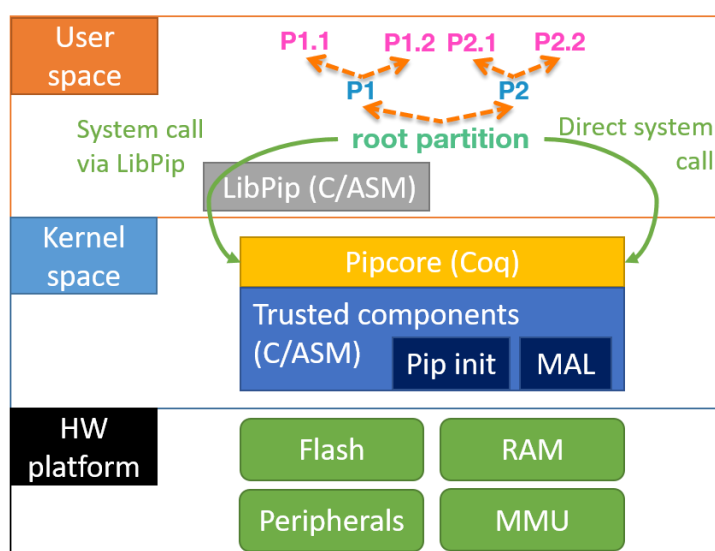 User
space
P1.1 P1.2 P2.1 P2.2
P1 P2
System call
via LibPip
root partition
Direct system
call
LibPip (C/ASM)
Kernel
space
Pipcore (Coq)
Trusted components
(C/ASM)
Pip init
MAL
HW
platform
Flash
RAM
Peripherals
MMU